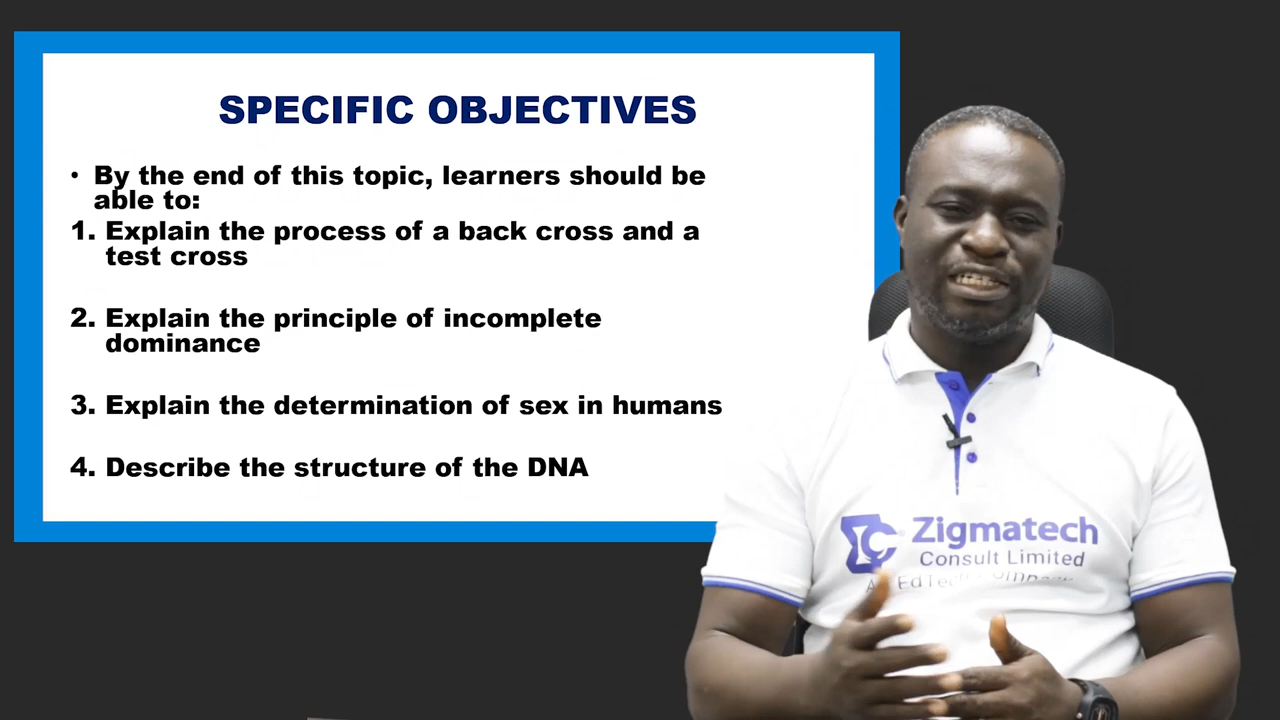 SPECIFIC OBJECTIVES
• By the end of this topic, learners should be
able to:
1. Explain the process of a back cross and a
test cross
2. Explain the principle of incomplete
dominance
3. Explain the determination of sex in humans
4. Describe the structure of the DNA
Zigmatech
Consult Limited
EdTech Company